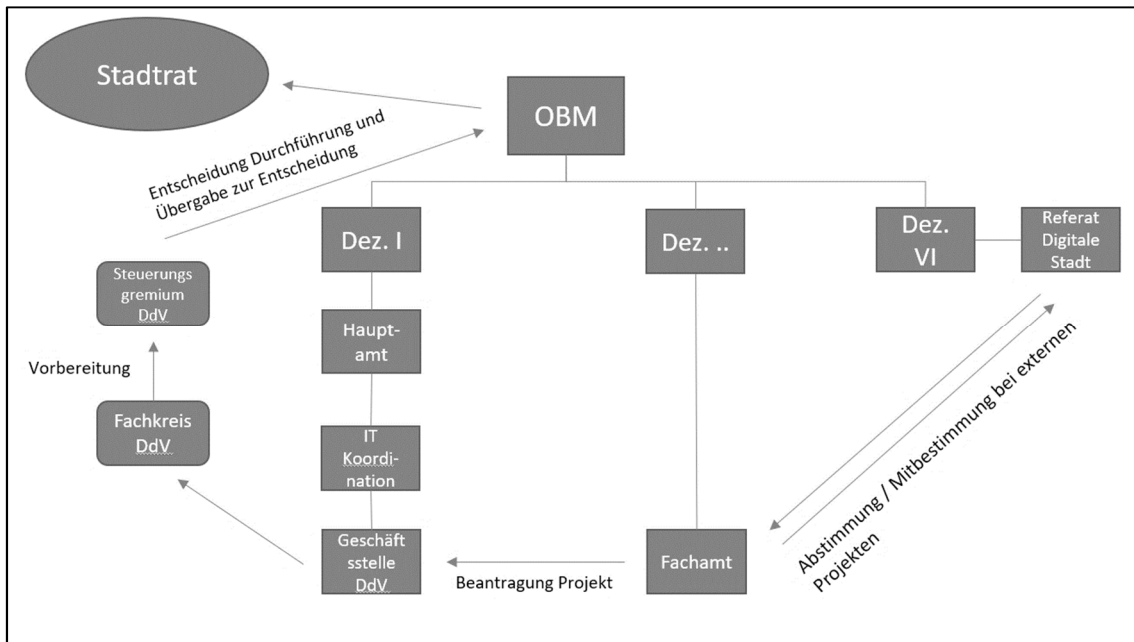 Stadtrat
OBM
Entscheidung Durchführung und
Übergabe zur Entscheidung
Dez. I
Dez. ..
Dez.
VI
Referat
Digitale
Stadt
Steuerungs
gremium
DdV
Haupt-
amt
Vorbereitung
Fachkreis
DdV
IT
Koordi-
nation
Geschäft
sstelle
DdV
Beantragung Projekt
Fachamt
Abstimmung / Mitbestimmung bei externen
Projekten